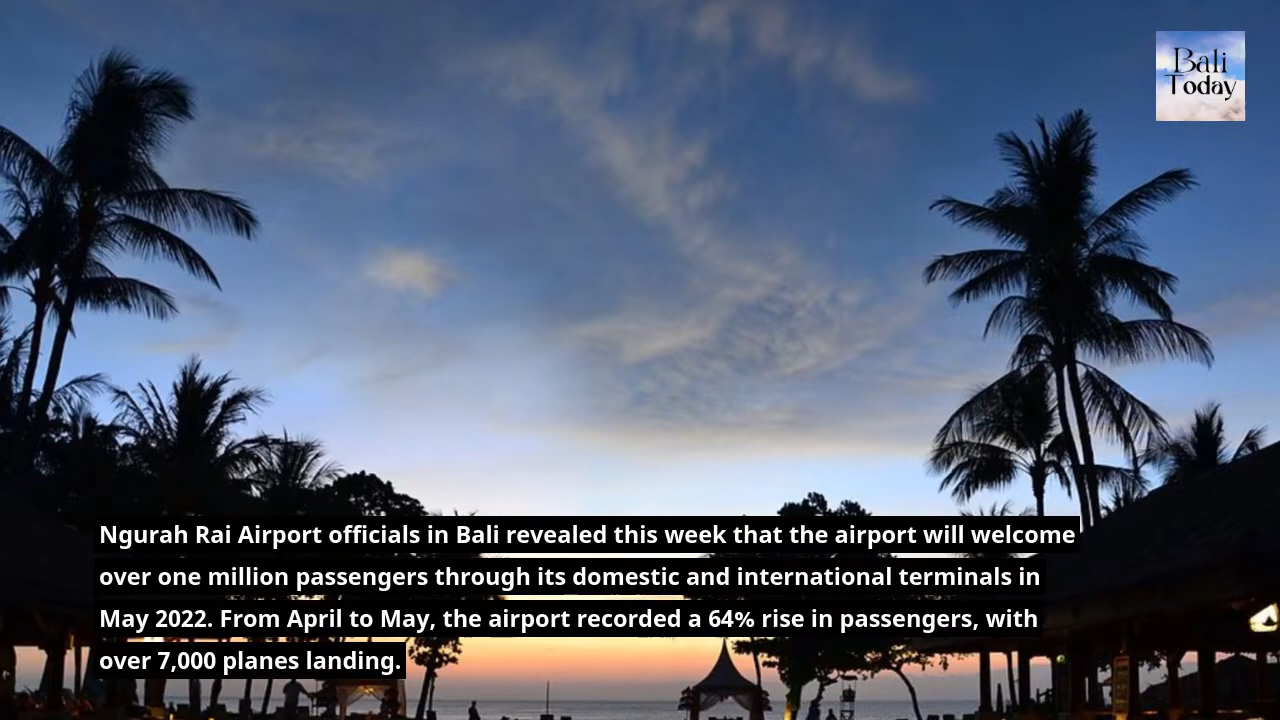 Bali
Today
Ngurah Rai Airport officials in Bali revealed this week that the airport will welcome
over one million passengers through its domestic and international terminals in
May 2022. From April to May, the airport recorded a 64% rise in passengers, with
over 7,000 planes landing.